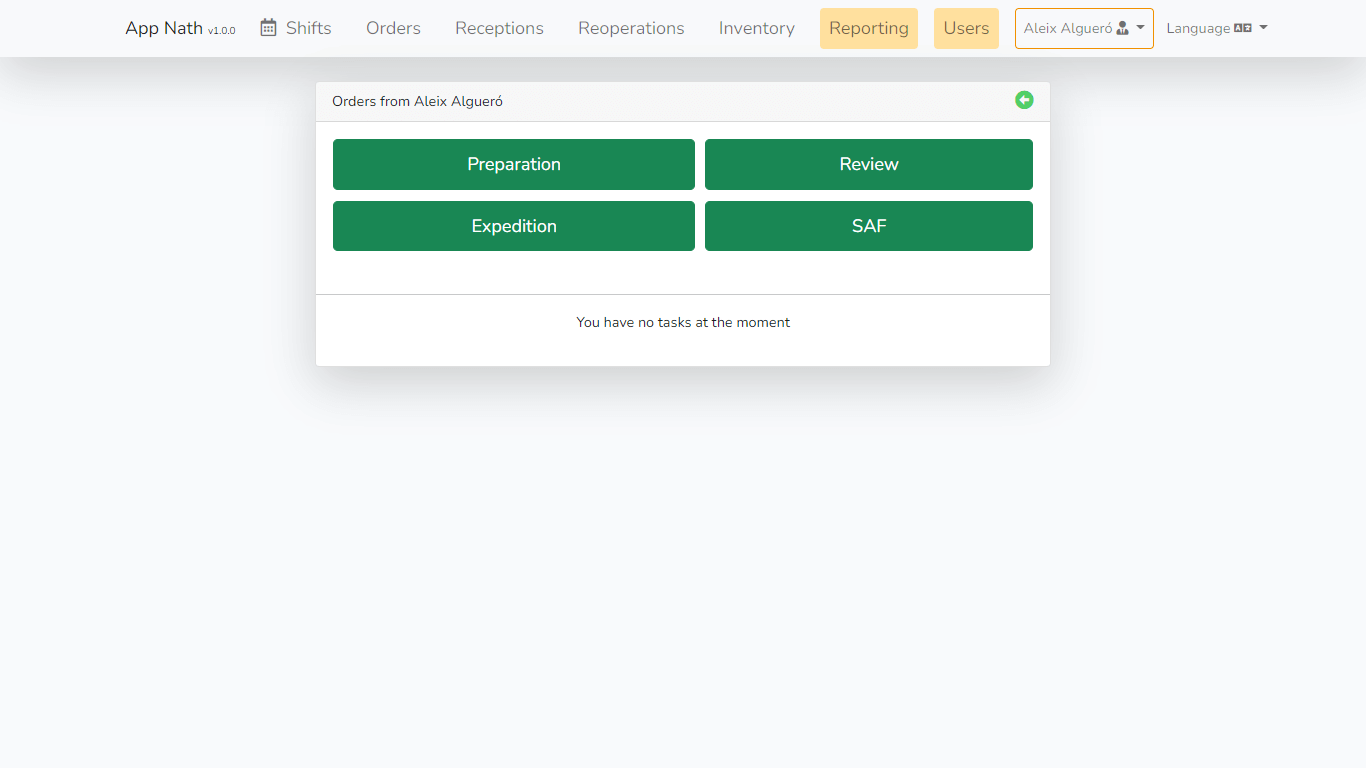 App Nath v1.0.0 Shifts Orders Receptions Reoperations Inventory Reporting Users Aleix Algueró Language
Orders from Aleix Algueró
Preparation Review
Expedition SAF
You have no tasks at the moment